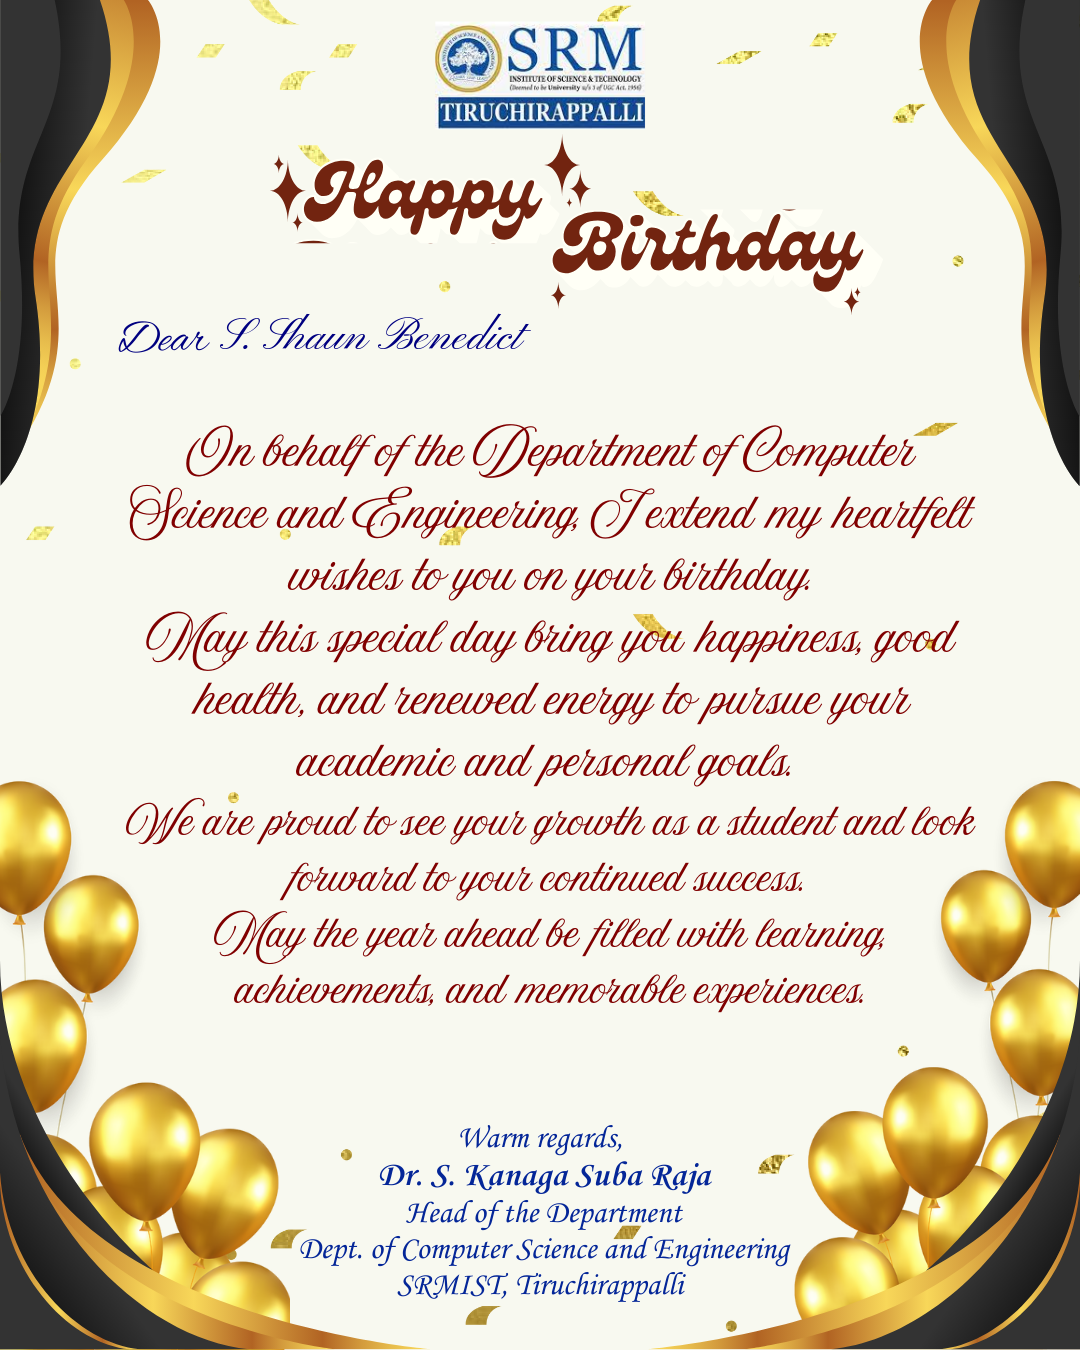 SRM
INSTITUTE OF SCIENCE & TECHNOLOGY
(Deemed to be University u/s 3 of UGC Act, 1956)
TIRUCHIRAPPALLI
Happy
Birthday
Dear S. Shaun Benedict
On behalf of the Department of Computer
Science and Engineering, I extend my heartfelt
wishes to you on your birthday.
May this special day bring you happiness, good
health, and renewed energy to pursue your
academic and personal goals.
We are proud to see your growth as a student and look
forward to your continued success.
May the year ahead be filled with learning,
achievements, and memorable experiences.
Warm regards,
Dr. S. Kanaga Suba Raja
Head of the Department
Dept. of Computer Science and Engineering
SRMIST, Tiruchirappalli